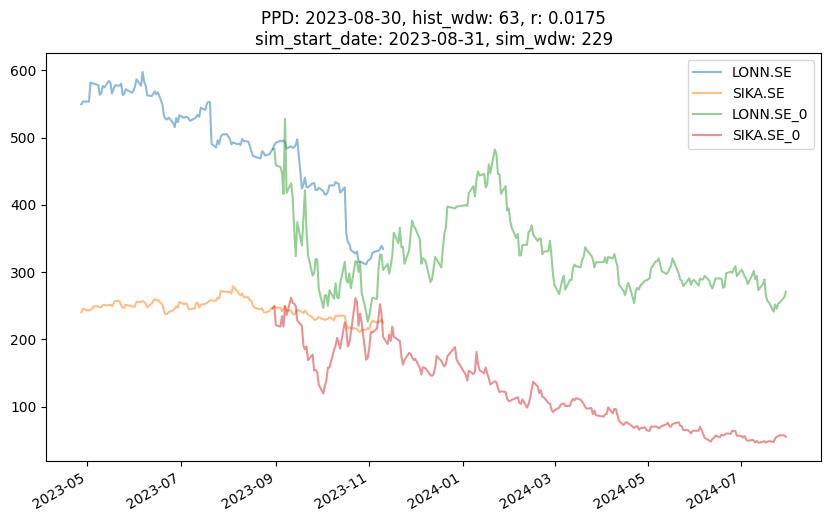 PPD: 2023-08-30, hist_wdw: 63, r: 0.0175
sim_start_date: 2023-08-31, sim_wdw: 229
LONN.SE
SIKA.SE
LONN.SE_0
SIKA.SE_0
600
500
400
300
200
100
2023-05
2023-07
2023-09
2023-11
2024-01
2024-03
2024-05
2024-07